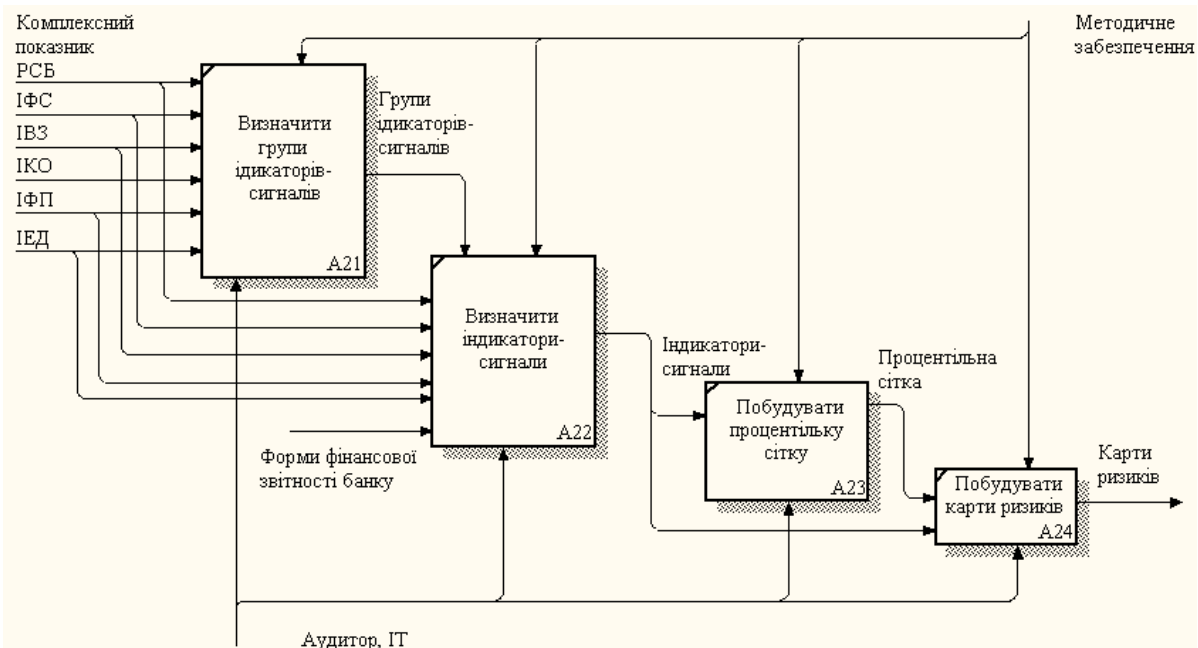 Комплексний
показник
РСБ
ІФС
ІВЗ
ІКО
ІФП
ІЕД
Методичне
забезпечення
Визначити
групи
ідикаторів-
сигналів
А21
Групи
ідикаторів-
сигналів
Визначити
індикатори-
сигнали
А22
Форми фінансової
звітності банку
Індикатори-
сигнали
Побудувати
процентільку
сітку
А23
Процентільна
сітка
Побудувати
карти ризиків
А24
Карти
ризиків
Аудитор, ІТ